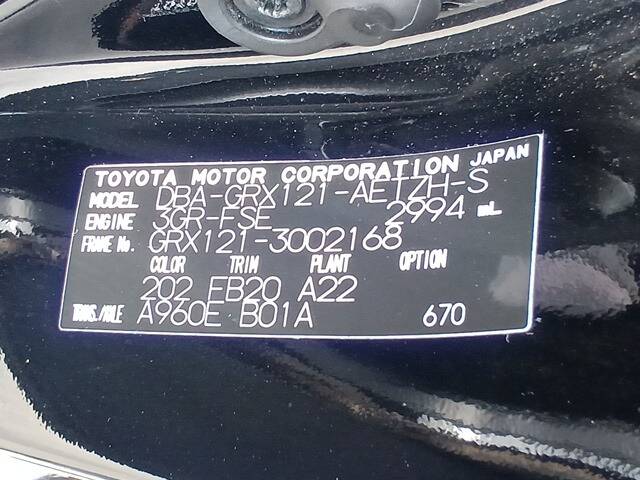 TOYOTA MOTOR CORPORATION JAPAN
MODEL DBA-GRX121-AETZH-S
ENGINE 3GR-FSE 2994 mL
FRAME No. GRX121-3002168
COLOR TRIM PLANT OPTION
202 EB20 A22
TRANS./AXLE A960E B01A 670